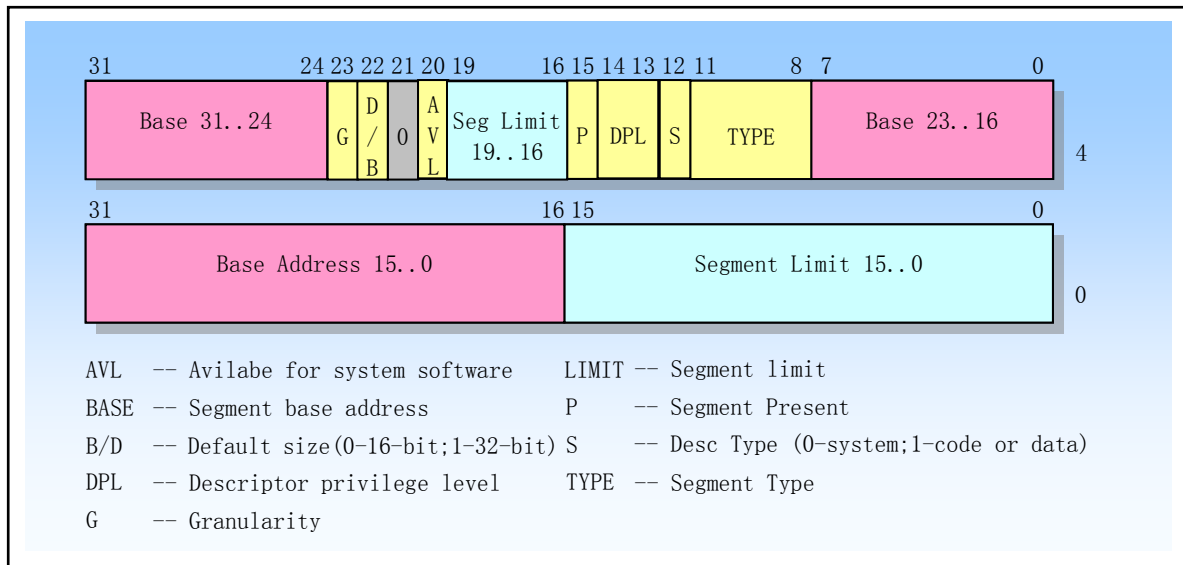 31 24 23 22 21 20 19 16 15 14 13 12 11 8 7 0
Base 31..24
G
D
/
B
0
A
V
L
Seg Limit
19..16
P
DPL
S
TYPE
Base 23..16
4
31 16 15 0
Base Address 15..0
Segment Limit 15..0
0
AVL -- Avilabe for system software
LIMIT -- Segment limit
BASE -- Segment base address
P -- Segment Present
B/D -- Default size(0-16-bit;1-32-bit)
S -- Desc Type (0-system;1-code or data)
DPL -- Descriptor privilege level
TYPE -- Segment Type
G -- Granularity